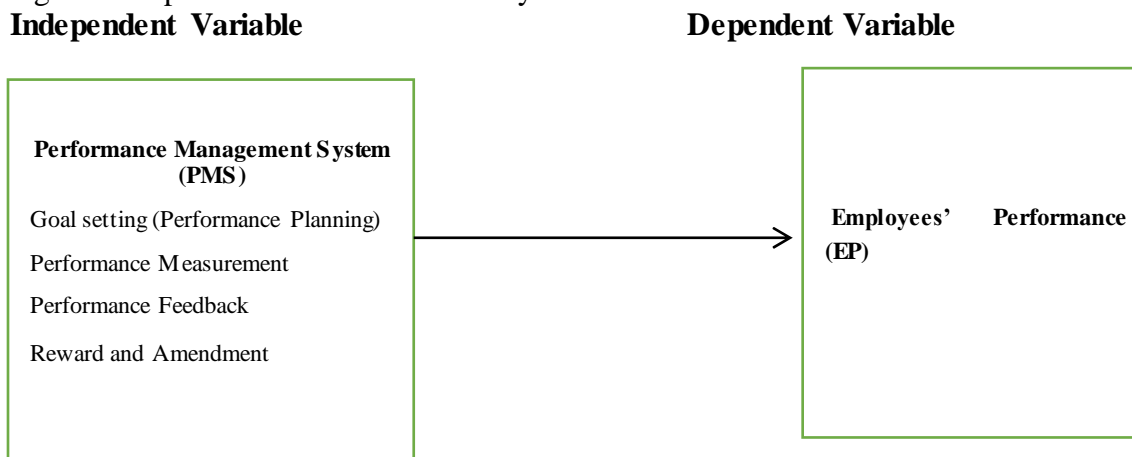 Independent Variable Dependent Variable
Performance Management System
(PMS)
Goal setting (Performance Planning)
Performance Measurement
Performance Feedback
Reward and Amendment
Employees’ Performance
(EP)